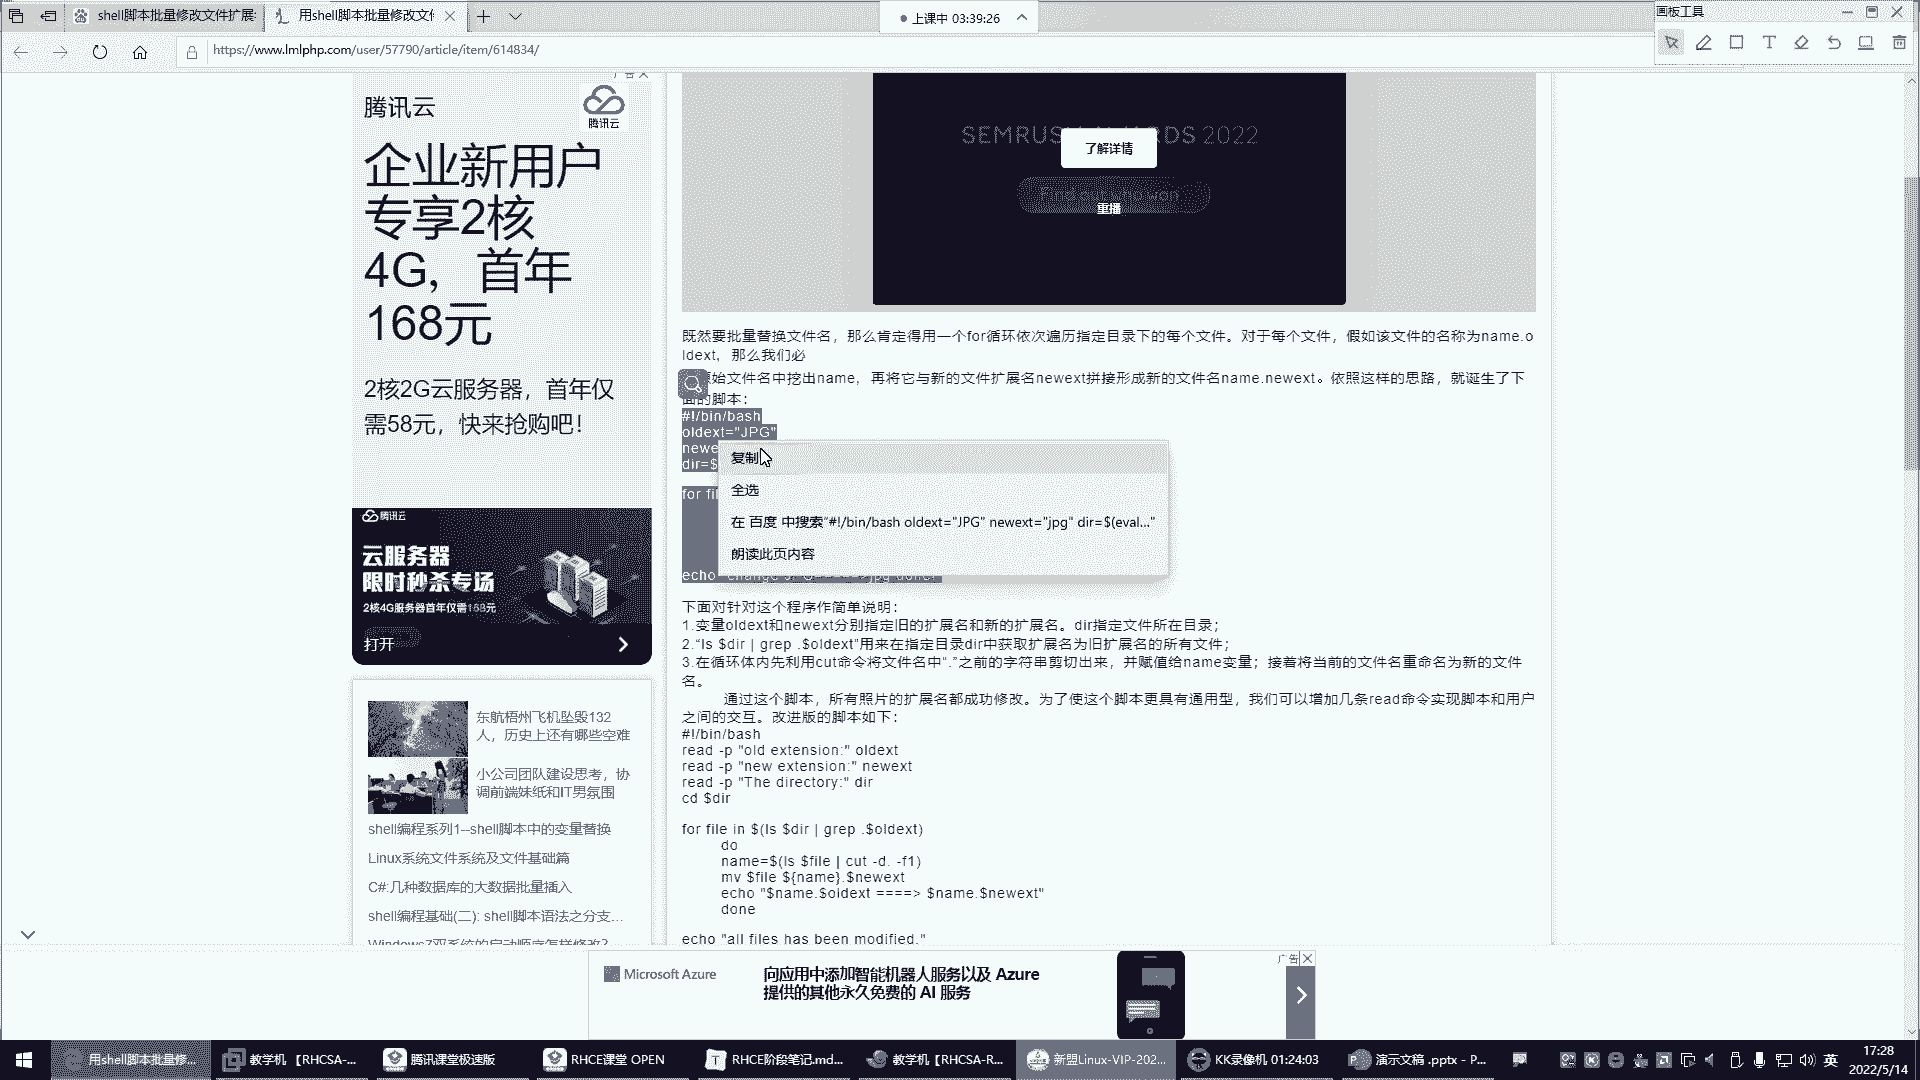 shell脚本批量修改文件扩展
用shell脚本批量修改文件
上课中 03:39:26
画板工具
https://www.lmlphp.com/user/57790/article/item/614834/
广告
腾讯云
腾讯云
企业新用户
专享2核
4G，首年
168元
2核2G云服务器，首年仅
需58元，快来抢购吧！
腾讯云
云服务器
限时秒杀专场
2核4G服务器首年仅需168元
打开
东航梧州飞机坠毁132
人，历史上还有哪些空难
小公司团队建设思考，协
调前端妹纸和IT男氛围
shell编程系列1--shell脚本中的变量替换
Linux系统文件系统及文件基础篇
C#:几种数据库的大数据批量插入
shell编程基础(二): shell脚本语法之分支...
Windows7双系统的启动顺序怎样修改?
SEMRUSH AWARDS 2022
了解详情
Find out who won
重播
既然要批量替换文件名，那么肯定得用一个for循环依次遍历指定目录下的每个文件。对于每个文件，假如该文件的名称为name.o
ldext，那么我们必
原始文件名中挖出name，再将它与新的文件扩展名newext拼接形成新的文件名name.newext。依照这样的思路，就诞生了下
面的脚本：
#!/bin/bash
oldext="JPG"
newe
dir=$
for fil
复制
全选
在 百度 中搜索"#!/bin/bash oldext="JPG" newext="jpg" dir=$(eval..."
朗读此页内容
下面对针对这个程序作简单说明：
1.变量oldext和newext分别指定旧的扩展名和新的扩展名。dir指定文件所在目录；
2."ls $dir | grep .$oldext"用来在指定目录dir中获取扩展名为旧扩展名的所有文件；
3.在循环体内先利用cut命令将文件名中"."之前的字符串剪切出来，并赋值给name变量；接着将当前的文件名重命名为新的文件
名。
通过这个脚本，所有照片的扩展名都成功修改。为了使这个脚本更具有通用型，我们可以增加几条read命令实现脚本和用户
之间的交互。改进版的脚本如下：
#!/bin/bash
read -p "old extension:" oldext
read -p "new extension:" newext
read -p "The directory:" dir
cd $dir
for file in $(ls $dir | grep .$oldext)
do
name=$(ls $file | cut -d. -f1)
mv $file ${name}.$newext
echo "$name.$oldext ====> $name.$newext"
done
echo "all files has been modified."
Microsoft Azure
向应用中添加智能机器人服务以及 Azure
提供的其他永久免费的 AI 服务
广告
用shell脚本批量修...
教学机 【RHCSA-...
腾讯课堂极速版
RHCE课堂 OPEN
RHCE阶段笔记.md...
教学机【RHCSA-R...
新盟Linux-VIP-202...
KK录像机 01:24:03
演示文稿 .pptx - P...
英
17:28
2022/5/14